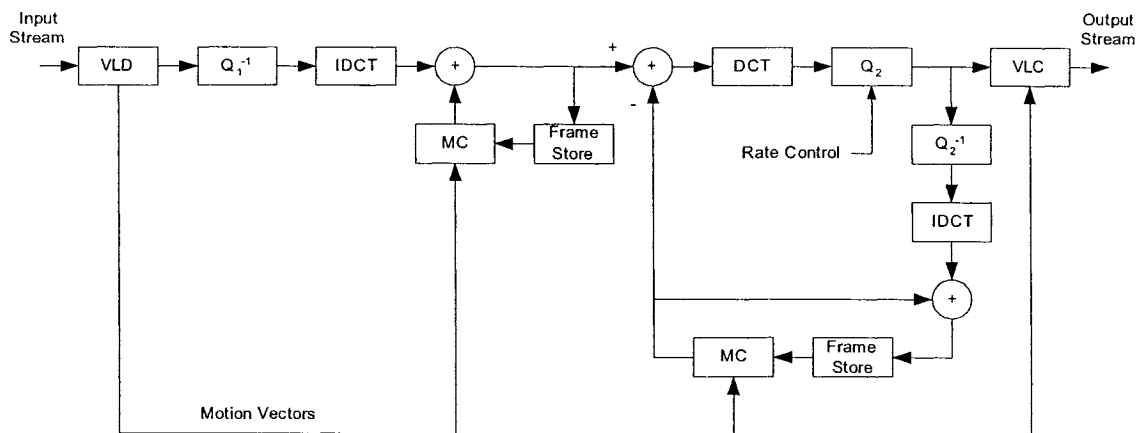 Input
Stream
VLD
Q₁⁻¹
IDCT
+
+
+
-
DCT
Q₂
VLC
Output
Stream
MC
Frame
Store
Rate Control
Q₂⁻¹
IDCT
+
MC
Frame
Store
Motion Vectors